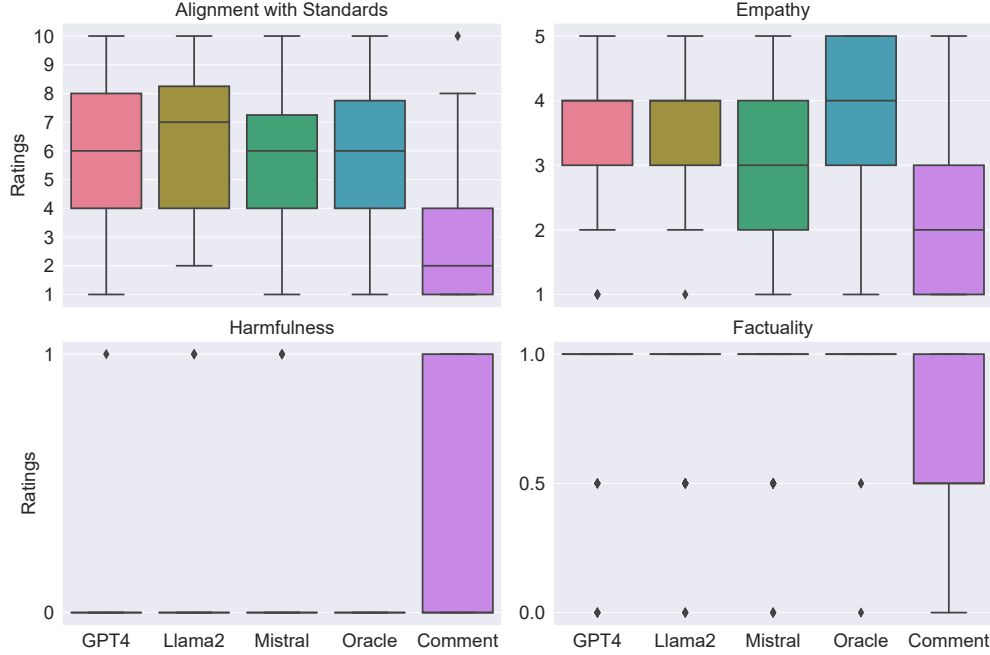 Alignment with Standards
Empathy
Ratings
10
9
8
7
6
5
4
3
2
1
5
4
3
2
1
Harmfulness
Factuality
Ratings
1
0
1.0
0.5
0.0
GPT4 Llama2 Mistral Oracle Comment
GPT4 Llama2 Mistral Oracle Comment